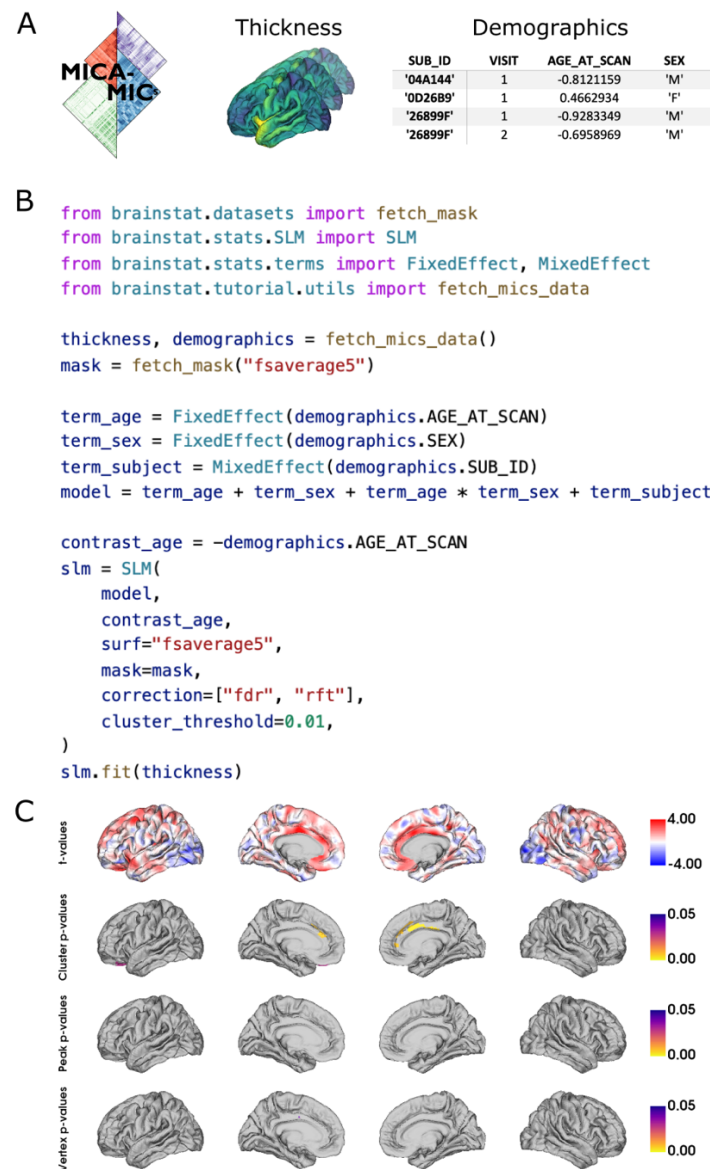 A
MICA-
MICs
Thickness
Demographics
SUB_ID VISIT AGE_AT_SCAN SEX
'04A144' 1 -0.8121159 'M'
'0D26B9' 1 0.4662934 'F'
'26899F' 1 -0.9283349 'M'
'26899F' 2 -0.6958969 'M'
B
from brainstat.datasets import fetch_mask
from brainstat.stats.SLM import SLM
from brainstat.stats.terms import FixedEffect, MixedEffect
from brainstat.tutorial.utils import fetch_mics_data
thickness, demographics = fetch_mics_data()
mask = fetch_mask("fsaverage5")
term_age = FixedEffect(demographics.AGE_AT_SCAN)
term_sex = FixedEffect(demographics.SEX)
term_subject = MixedEffect(demographics.SUB_ID)
model = term_age + term_sex + term_age * term_sex + term_subject
contrast_age = -demographics.AGE_AT_SCAN
slm = SLM(
    model,
    contrast_age,
    surf="fsaverage5",
    mask=mask,
    correction=["fdr", "rft"],
    cluster_threshold=0.01,
)
slm.fit(thickness)
C
t-values
4.00
-4.00
Cluster p-values
0.05
0.00
Peak p-values
0.05
0.00
Vertex p-values
0.05
0.00